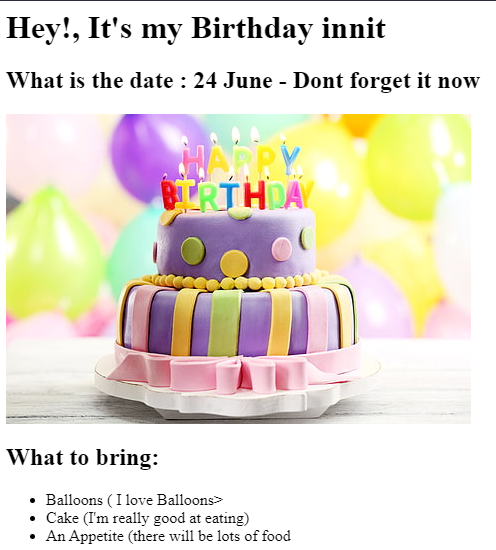 Hey!, It's my Birthday innit
What is the date : 24 June - Dont forget it now
HAPPY
BIRTHDAY
What to bring:
Balloons ( I love Balloons>
Cake (I'm really good at eating)
An Appetite (there will be lots of food